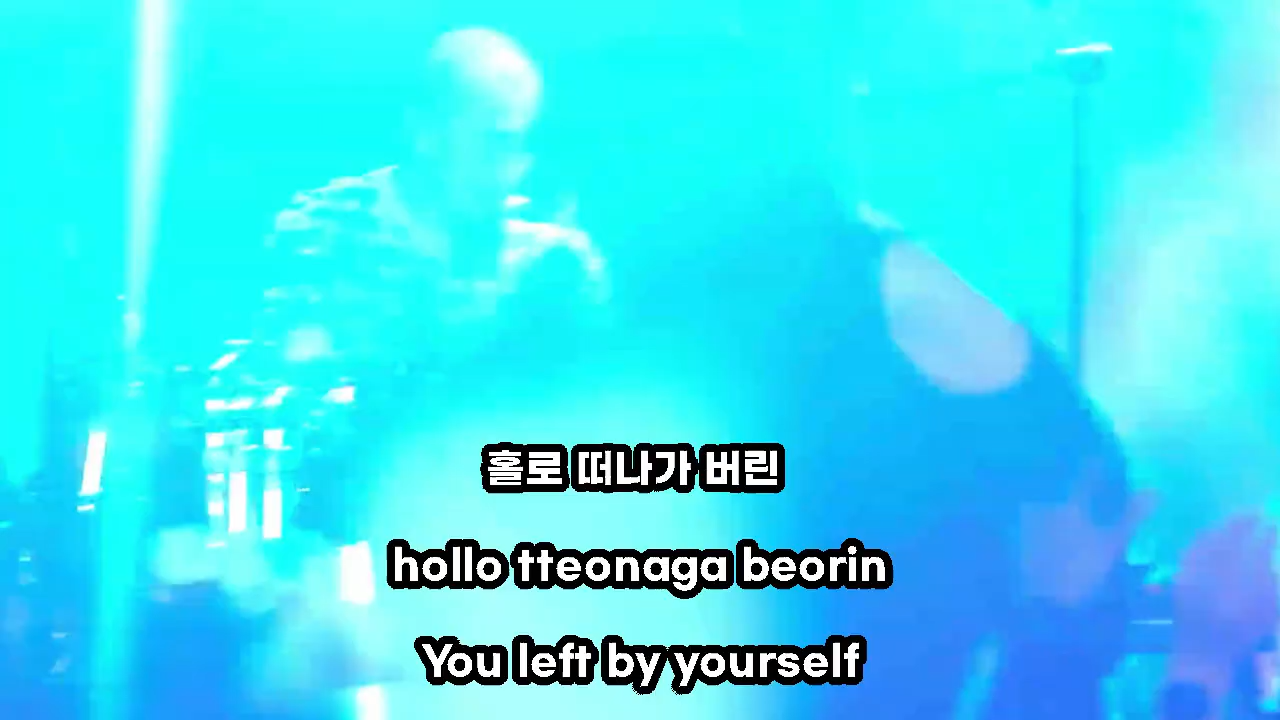 홀로 떠나가 버린
hollo tteonaga beorin
You left by yourself